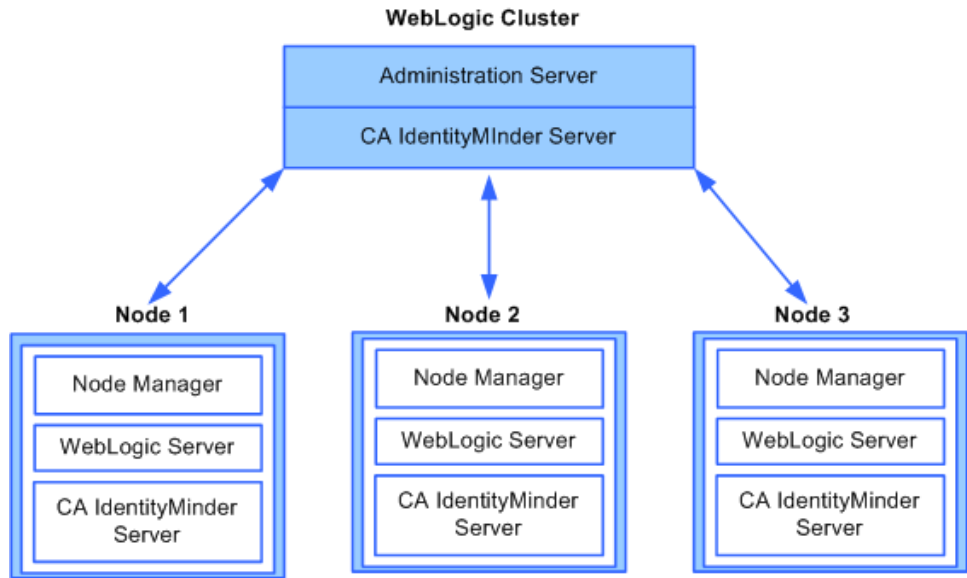 WebLogic Cluster
Administration Server
CA IdentityMInder Server
Node 1
Node 2
Node 3
Node Manager
WebLogic Server
CA IdentityMinder
Server
Node Manager
WebLogic Server
CA IdentityMinder
Server
Node Manager
WebLogic Server
CA IdentityMinder
Server